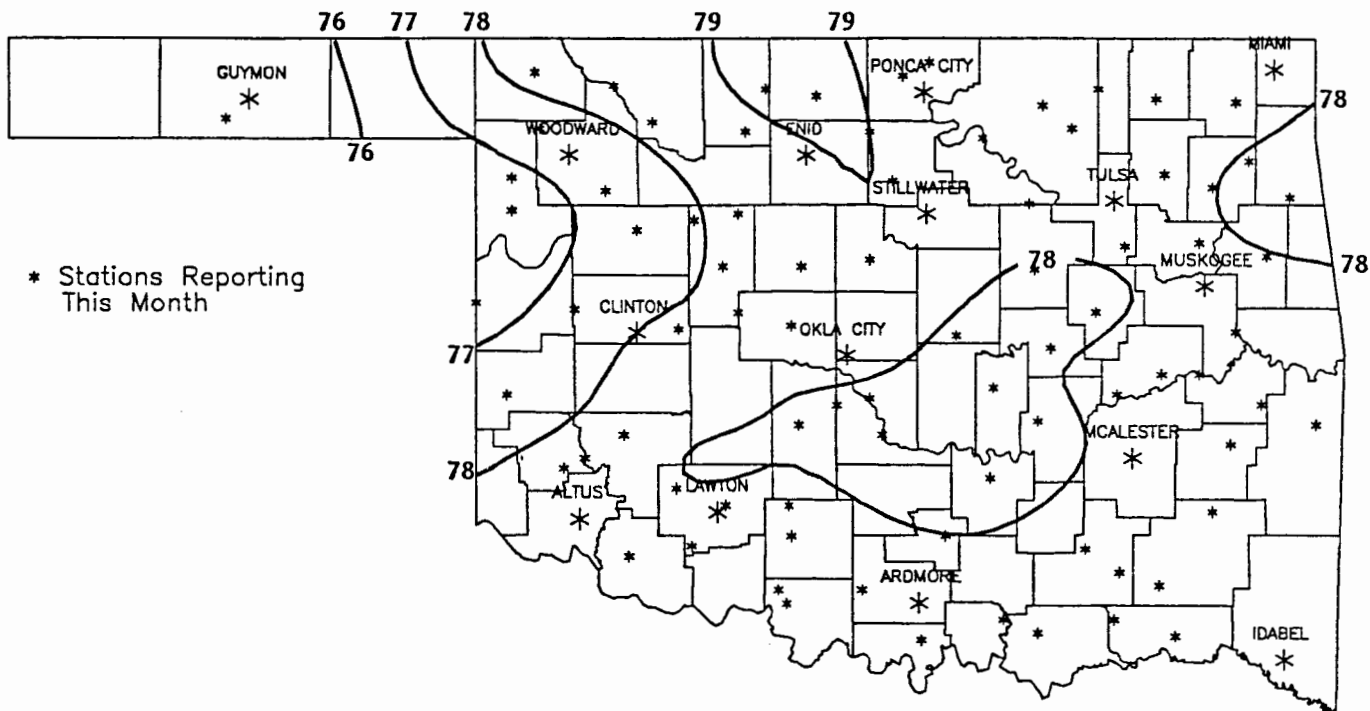 76 77 78 79 79
MIAMI
GUYMON
PONCA CITY
78
WOODWARD
ENID
76
TULSA
STILLWATER
78
MUSKOGEE
78
* Stations Reporting
This Month
CLINTON
OKLA CITY
77
MCALESTER
78
ALTUS
LAWTON
ARDMORE
IDABEL